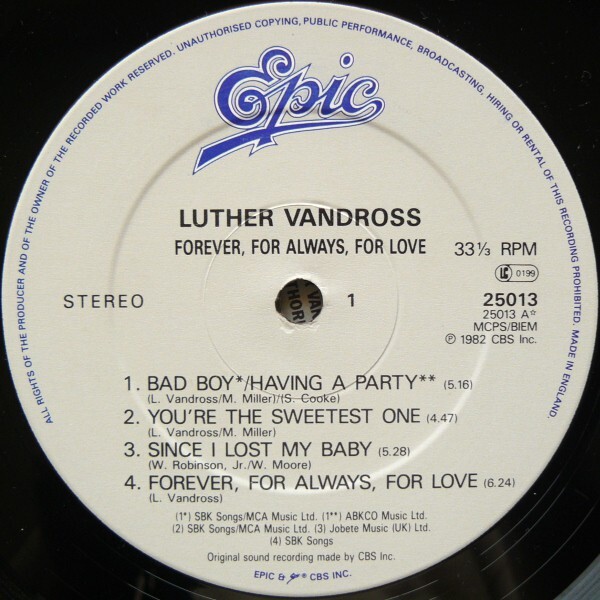 ALL RIGHTS OF THE PRODUCER AND OF THE OWNER OF THE RECORDED WORK RESERVED. UNAUTHORISED COPYING, PUBLIC PERFORMANCE, BROADCASTING, HIRING OR RENTAL OF THIS RECORDING PROHIBITED. MADE IN ENGLAND.
Epic
LUTHER VANDROSS
FOREVER, FOR ALWAYS, FOR LOVE 33⅓ RPM
LC 0199
STEREO 1 25013
25013 A☆
MCPS/BIEM
℗ 1982 CBS Inc.
1. BAD BOY*/HAVING A PARTY** (5.16)
(L. Vandross/M. Miller)/(S. Cooke)
2. YOU'RE THE SWEETEST ONE (4.47)
(L. Vandross/M. Miller)
3. SINCE I LOST MY BABY (5.28)
(W. Robinson, Jr./W. Moore)
4. FOREVER, FOR ALWAYS, FOR LOVE (6.24)
(L. Vandross)
(1*) SBK Songs/MCA Music Ltd. (1**) ABKCO Music Ltd.
(2) SBK Songs/MCA Music Ltd. (3) Jobete Music (UK) Ltd.
(4) SBK Songs
Original sound recording made by CBS Inc.
EPIC & ® CBS INC.